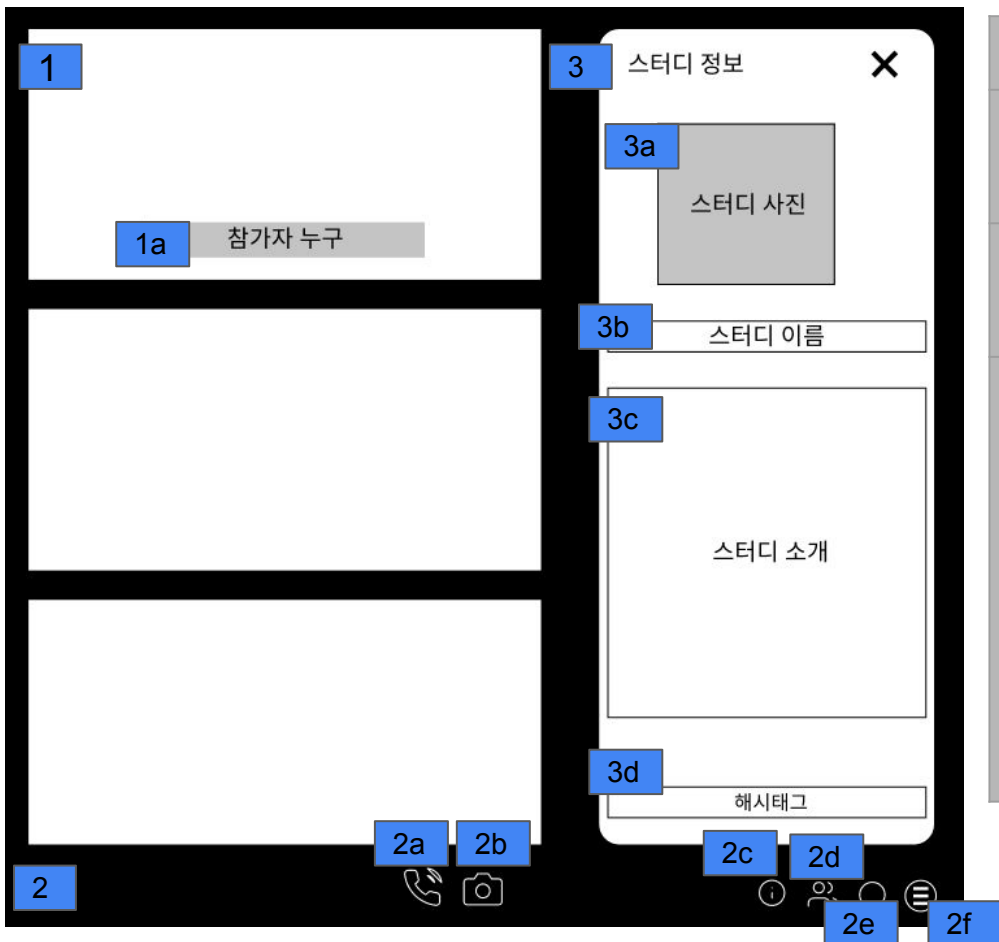 1
3
스터디 정보
3a
스터디 사진
1a
참가자 누구
3b
스터디 이름
3c
스터디 소개
3d
해시태그
2
2a
2b
2c
2d
2e
2f